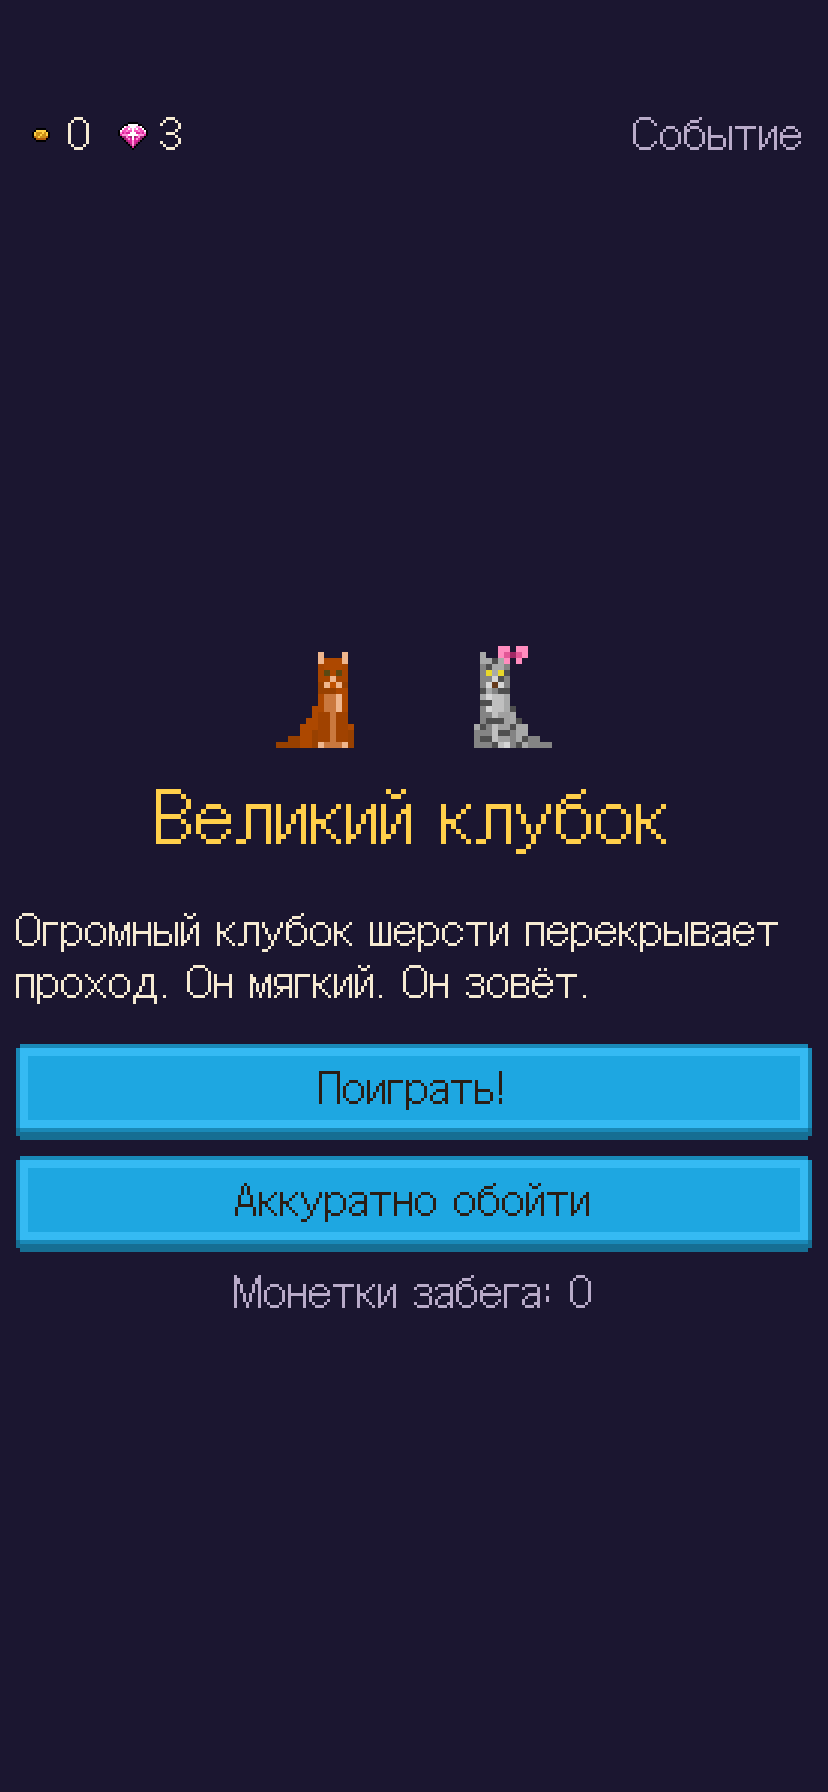 0 3 Событие
Великий клубок
Огромный клубок шерсти перекрывает
проход. Он мягкий. Он зовёт.
Поиграть!
Аккуратно обойти
Монетки забега: 0